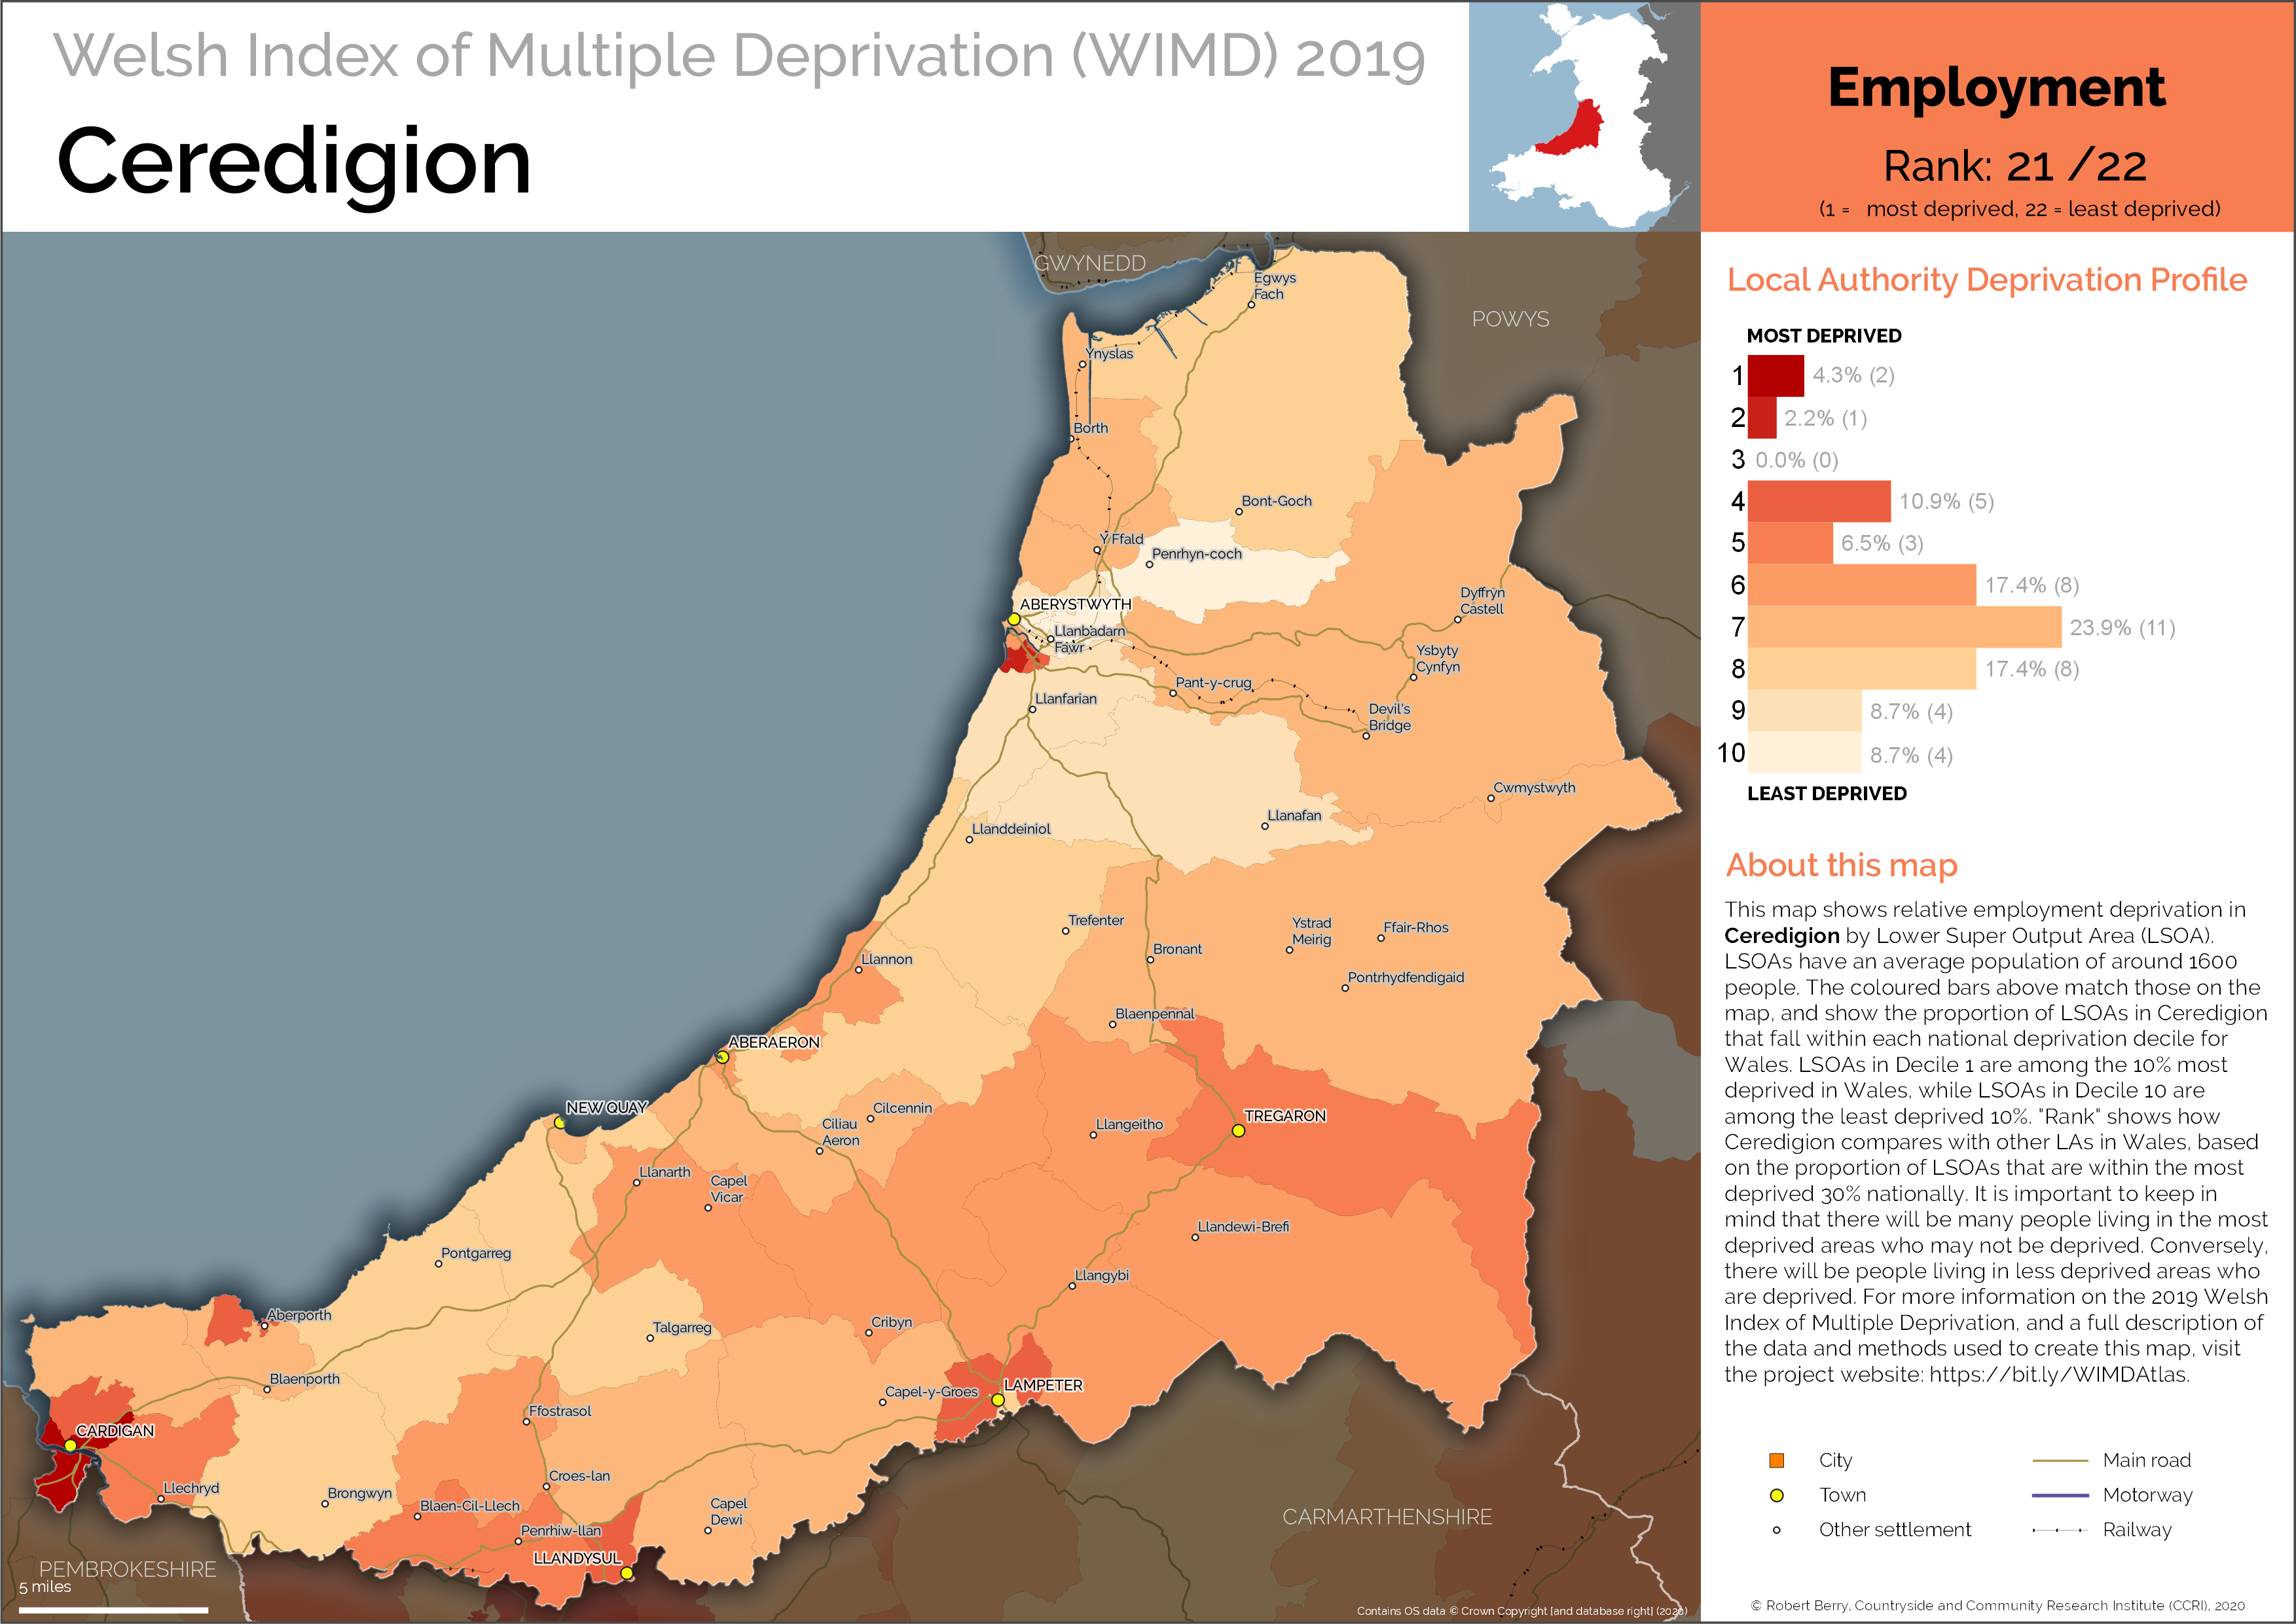 Welsh Index of Multiple Deprivation (WIMD) 2019
Ceredigion
Employment
Rank: 21 /22
(1 = most deprived, 22 = least deprived)
Local Authority Deprivation Profile
MOST DEPRIVED
1 4.3% (2)
2 2.2% (1)
3 0.0% (0)
4 10.9% (5)
5 6.5% (3)
6 17.4% (8)
7 23.9% (11)
8 17.4% (8)
9 8.7% (4)
10 8.7% (4)
LEAST DEPRIVED
About this map
This map shows relative employment deprivation in
Ceredigion by Lower Super Output Area (LSOA).
LSOAs have an average population of around 1600
people. The coloured bars above match those on the
map, and show the proportion of LSOAs in Ceredigion
that fall within each national deprivation decile for
Wales. LSOAs in Decile 1 are among the 10% most
deprived in Wales, while LSOAs in Decile 10 are
among the least deprived 10%. "Rank" shows how
Ceredigion compares with other LAs in Wales, based
on the proportion of LSOAs that are within the most
deprived 30% nationally. It is important to keep in
mind that there will be many people living in the most
deprived areas who may not be deprived. Conversely,
there will be people living in less deprived areas who
are deprived. For more information on the 2019 Welsh
Index of Multiple Deprivation, and a full description of
the data and methods used to create this map, visit
the project website: https://bit.ly/WIMDAtlas.
City
Town
Other settlement
Main road
Motorway
Railway
© Robert Berry, Countryside and Community Research Institute (CCRI), 2020
GWYNEDD
Egwys
Fach
POWYS
Ynyslas
Borth
Bont-Goch
Y Ffald
Penrhyn-coch
ABERYSTWYTH
Dyffryn
Castell
Llanbadarn
Fawr
Ysbyty
Cynfyn
Pant-y-crug
Llanfarian
Devil's
Bridge
Cwmystwyth
Llanafan
Llanddeiniol
Trefenter
Ystrad
Meirig
Ffair-Rhos
Bronant
Llannon
Pontrhydfendigaid
Blaenpennal
ABERAERON
NEW QUAY
Cilcennin
Ciliau
Aeron
Llangeitho
TREGARON
Llanarth
Capel
Vicar
Llandewi-Brefi
Pontgarreg
Llangybi
Aberporth
Talgarreg
Cribyn
Blaenporth
Capel-y-Groes
LAMPETER
Ffostrasol
CARDIGAN
Croes-lan
Llechryd
Brongwyn
Blaen-Cil-Llech
Capel
Dewi
Penrhiw-llan
LLANDYSUL
CARMARTHENSHIRE
PEMBROKESHIRE
5 miles
Contains OS data © Crown Copyright [and database right] (2020)